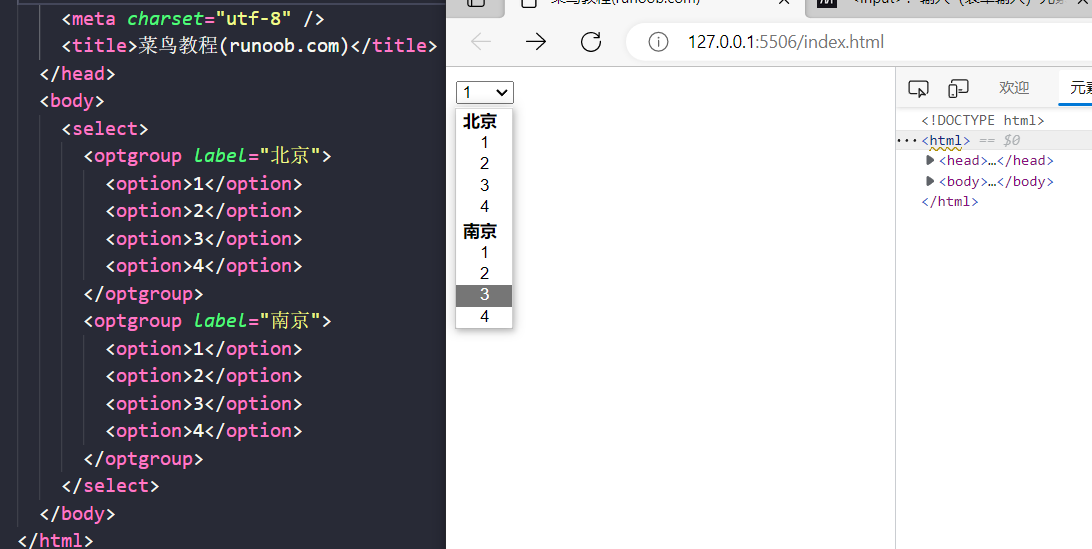 <meta charset="utf-8" />
<title>菜鸟教程(runoob.com)</title>
</head>
<body>
<select>
<optgroup label="北京">
<option>1</option>
<option>2</option>
<option>3</option>
<option>4</option>
</optgroup>
<optgroup label="南京">
<option>1</option>
<option>2</option>
<option>3</option>
<option>4</option>
</optgroup>
</select>
</body>
</html>
127.0.0.1:5506/index.html
1
北京
1
2
3
4
南京
1
2
3
4
欢迎
<!DOCTYPE html>
<html> == $0
<head>…</head>
<body>…</body>
</html>